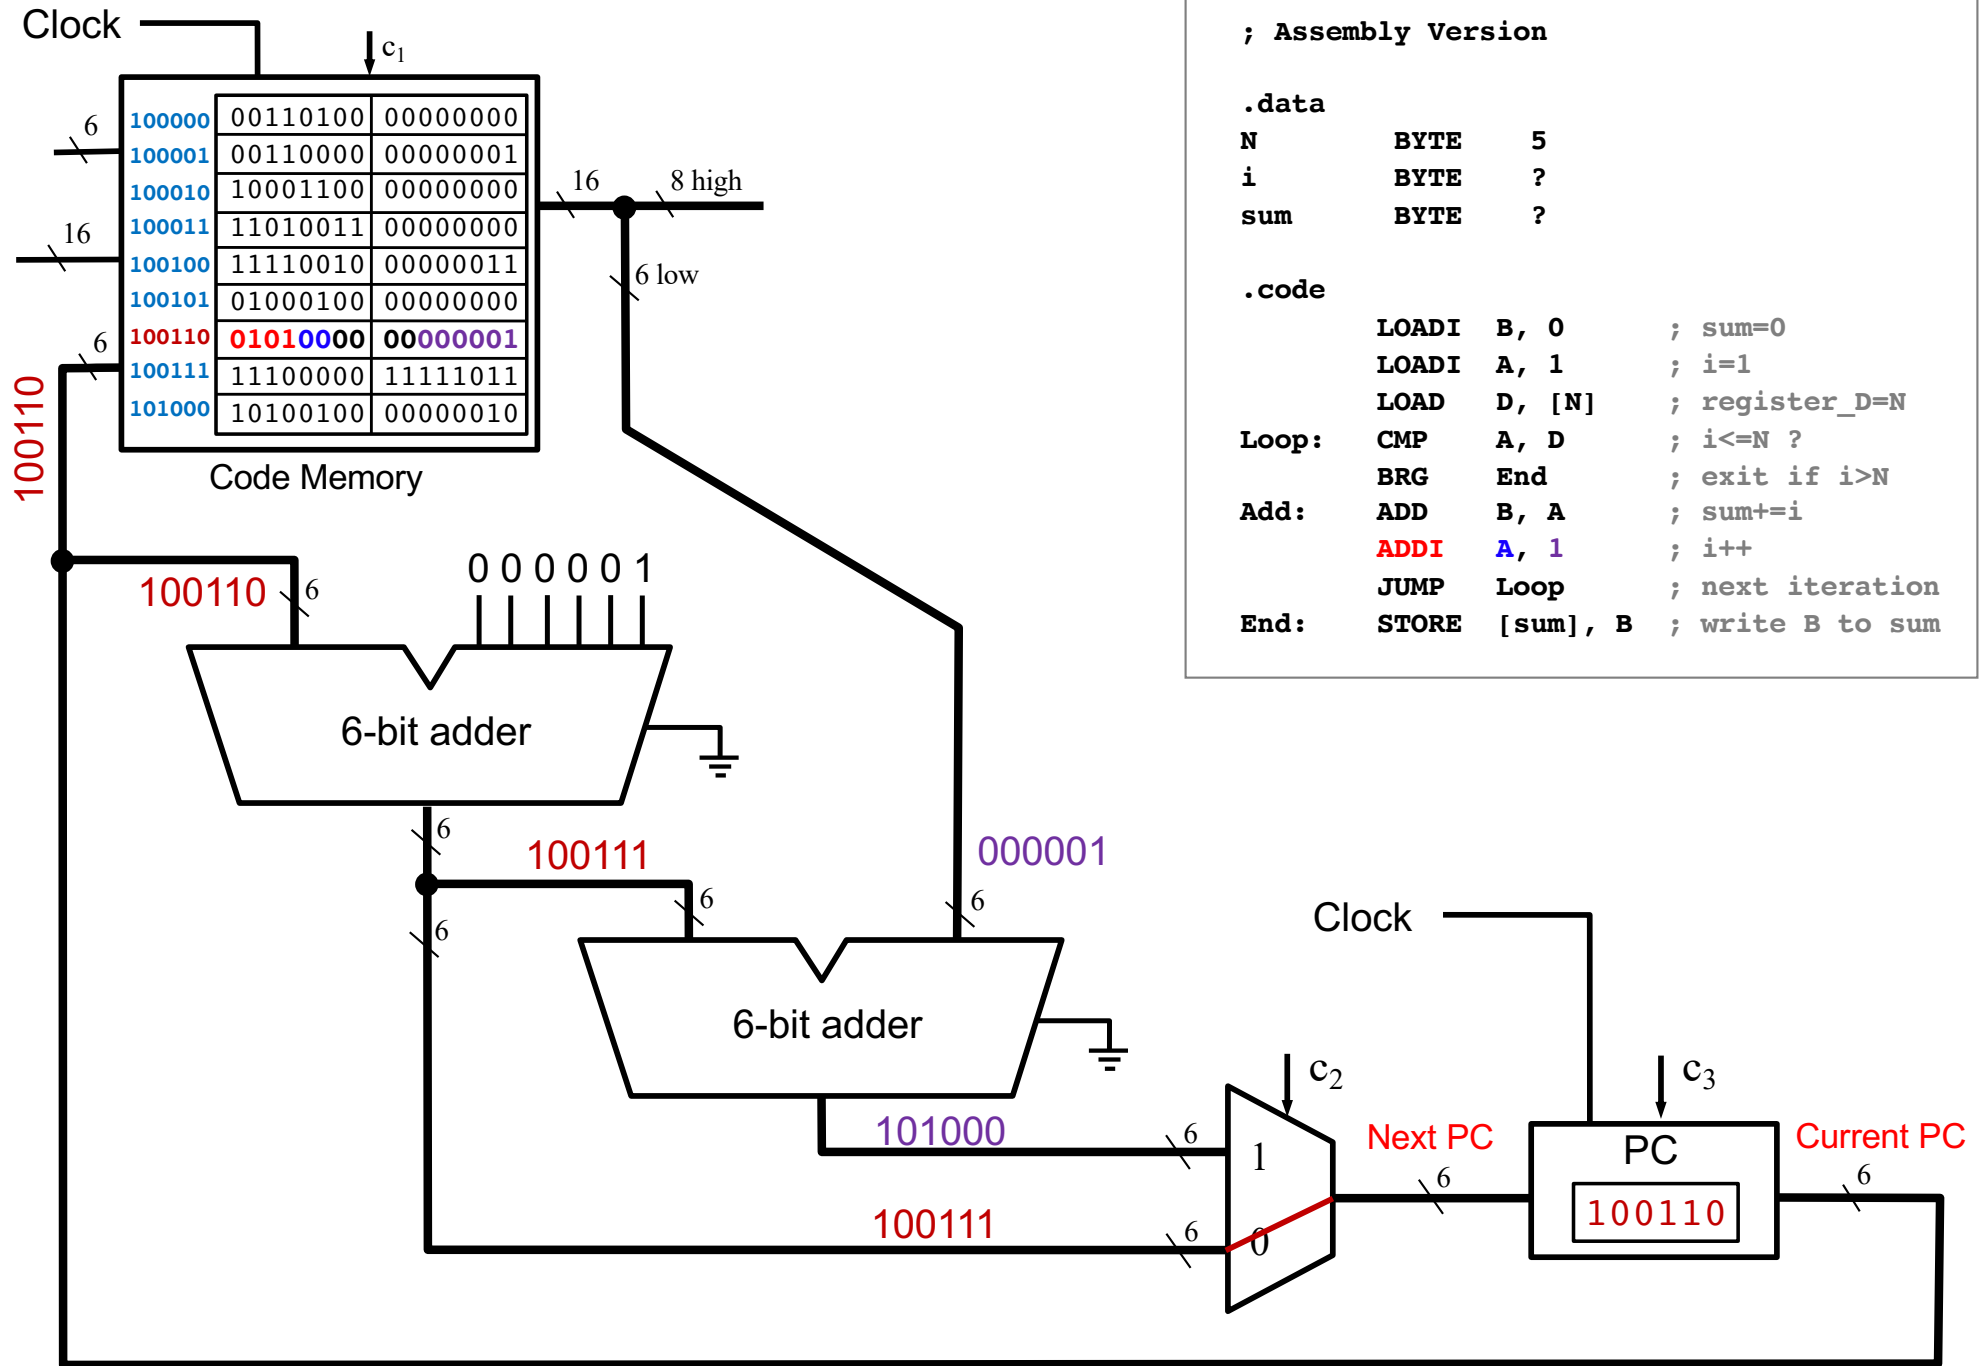 Clock
c1
6
16
6
100000 00110100 00000000
100001 00110000 00000001
100010 10001100 00000000
100011 11010011 00000000
100100 11110010 00000011
100101 01000100 00000000
100110 01010000 00000001
100111 11100000 11111011
101000 10100100 00000010
Code Memory
16
8 high
6 low
100110
100110
6
0 0 0 0 0 1
6-bit adder
6
100111
6
6
000001
6
6-bit adder
101000
6
100111
6
1
0
c2
Next PC
6
Clock
c3
PC
100110
Current PC
6
; Assembly Version
.data
N BYTE 5
i BYTE ?
sum BYTE ?
.code
LOADI B, 0 ; sum=0
LOADI A, 1 ; i=1
LOAD D, [N] ; register_D=N
Loop: CMP A, D ; i<=N ?
BRG End ; exit if i>N
Add: ADD B, A ; sum+=i
ADDI A, 1 ; i++
JUMP Loop ; next iteration
End: STORE [sum], B ; write B to sum